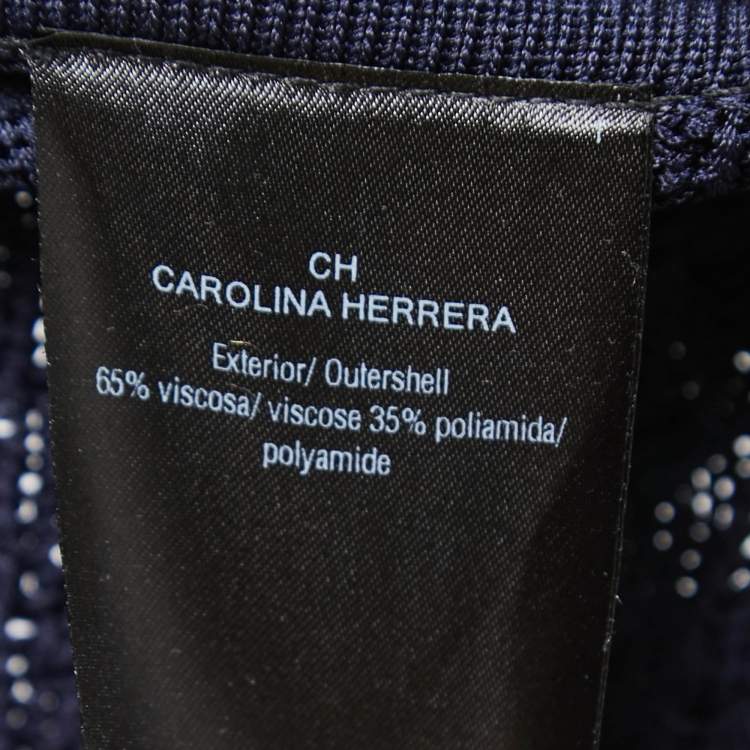 CH
CAROLINA HERRERA
Exterior/ Outershell
65% viscosa/ viscose 35% poliamida/
polyamide